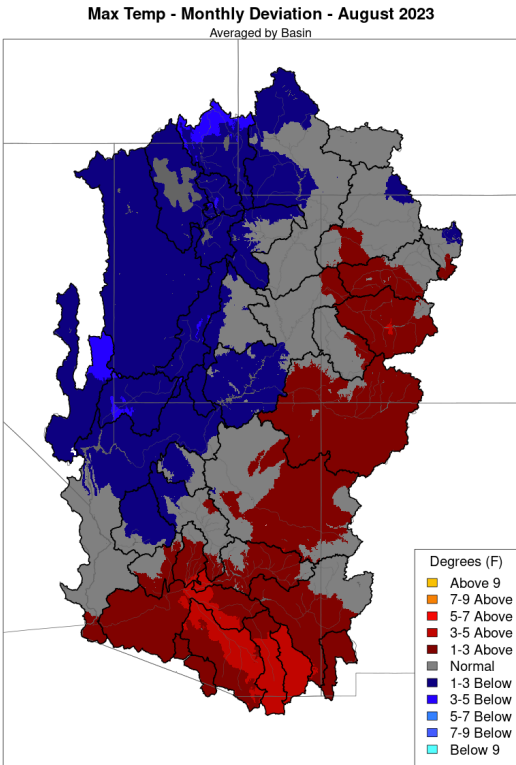 Max Temp - Monthly Deviation - August 2023
Averaged by Basin
Degrees (F)
Above 9
7-9 Above
5-7 Above
3-5 Above
1-3 Above
Normal
1-3 Below
3-5 Below
5-7 Below
7-9 Below
Below 9